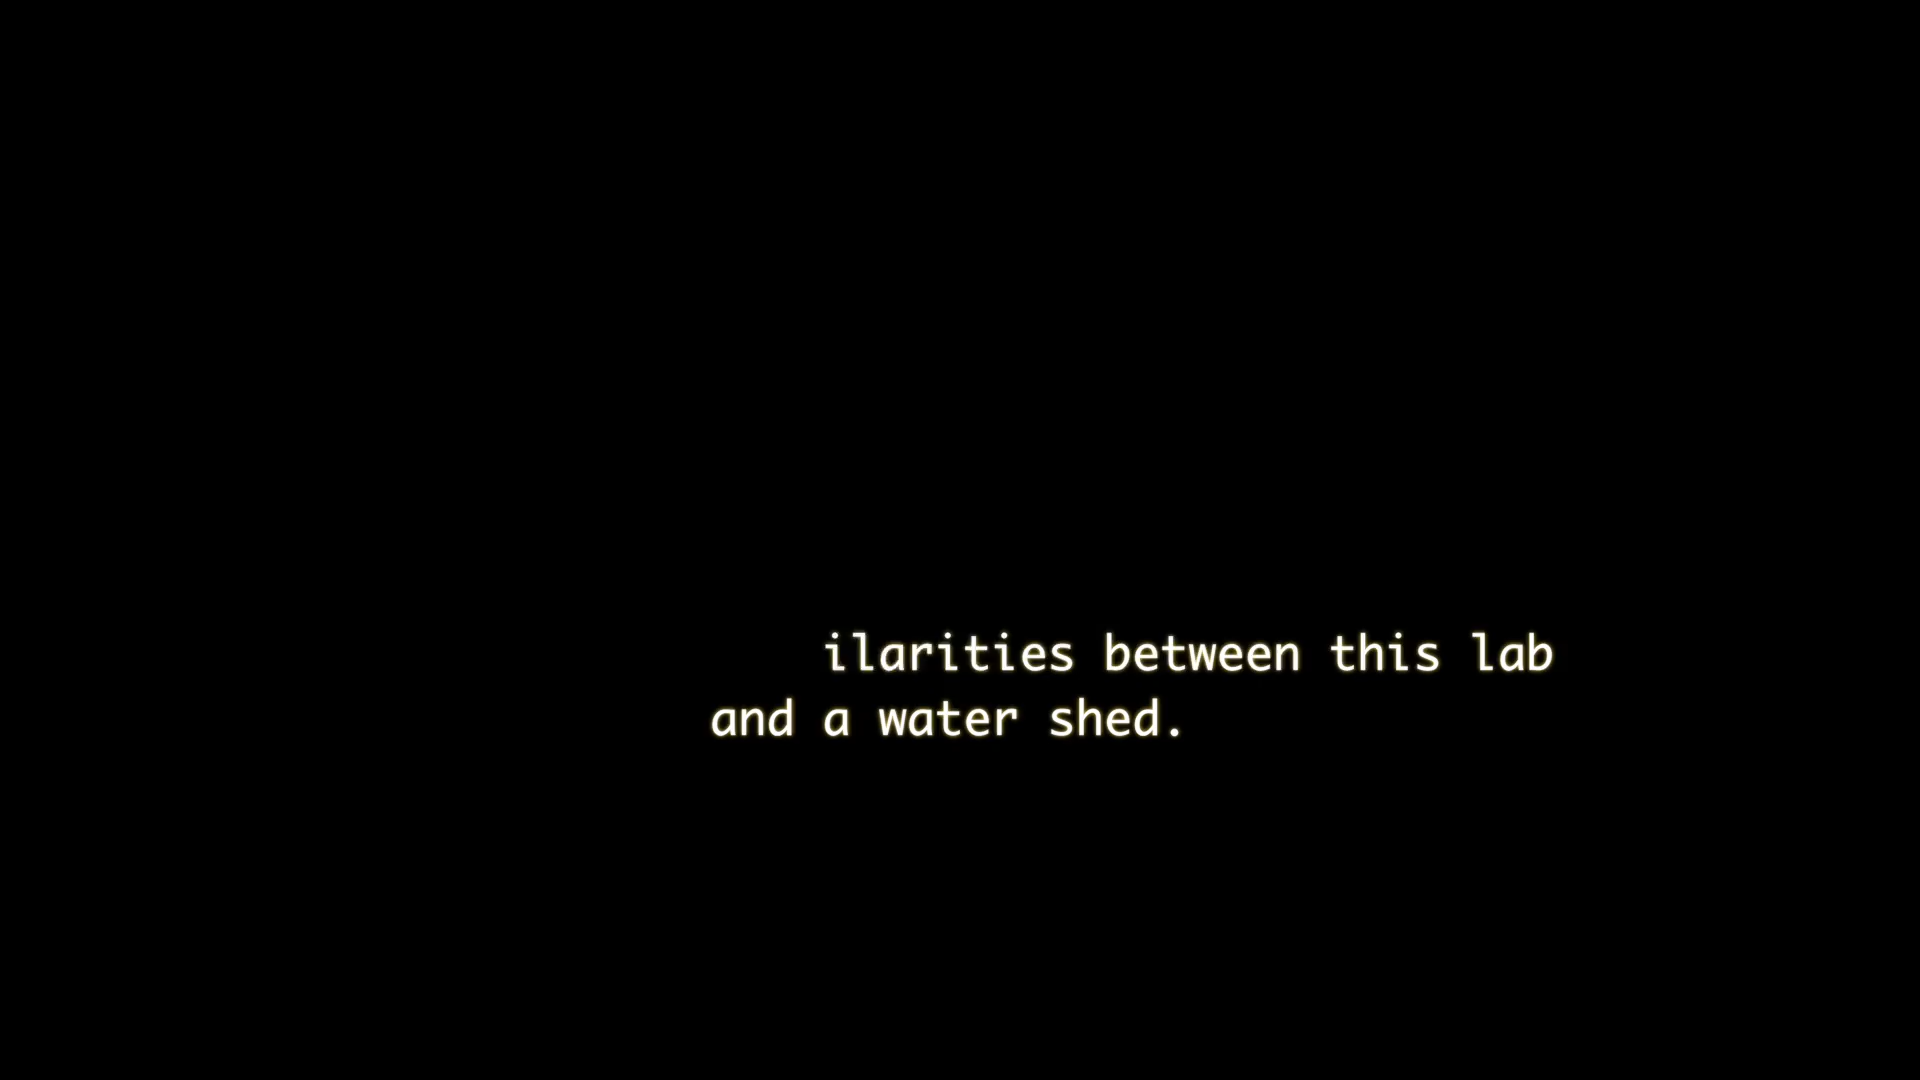 ilarities between this lab
and a water shed.